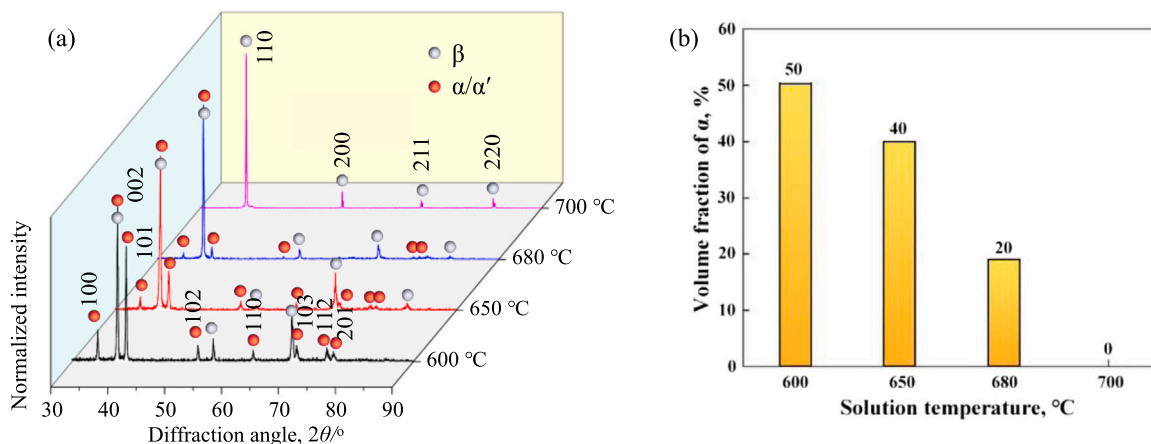 (a)
110
β
α/α′
200
211
220
700 ℃
002
101
680 ℃
100
650 ℃
102
110
103
112
201
600 ℃
Normalized intensity
30 40 50 60 70 80 90
Diffraction angle, 2θ/°
(b)
Volume fraction of α, %
60
50
40
30
20
10
0
50
40
20
0
600 650 680 700
Solution temperature, ℃